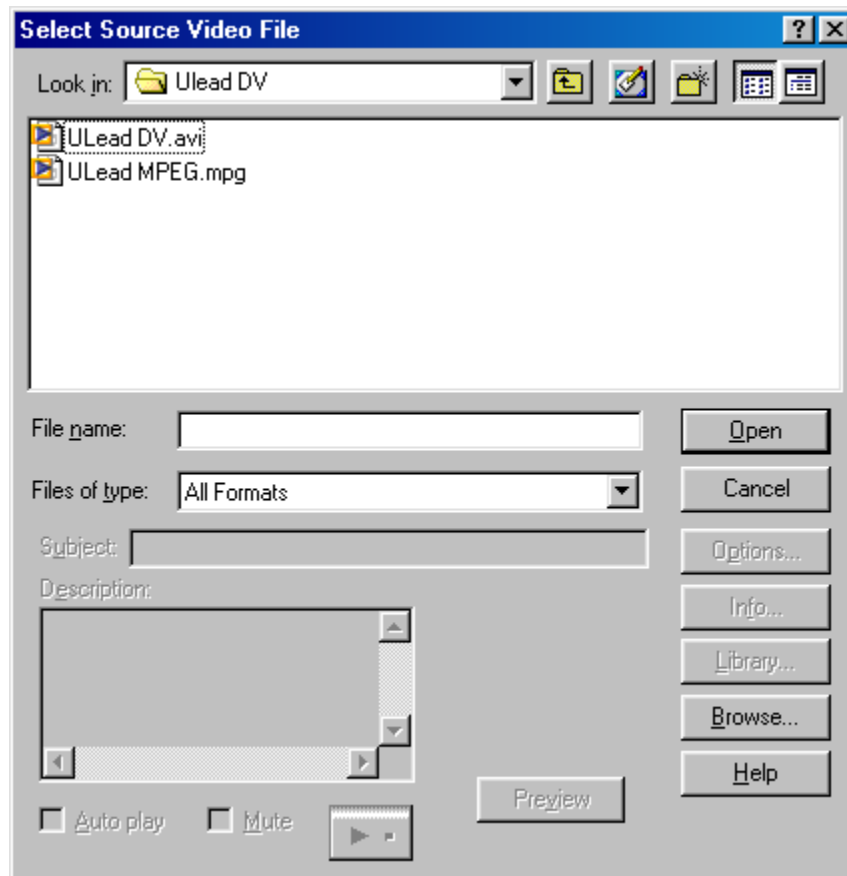 Select Source Video File
Look in: Ulead DV
ULead DV.avi
ULead MPEG.mpg
File name:
Open
Files of type: All Formats
Cancel
Subject:
Options...
Description:
Info...
Library...
Browse...
Help
Preview
Auto play Mute